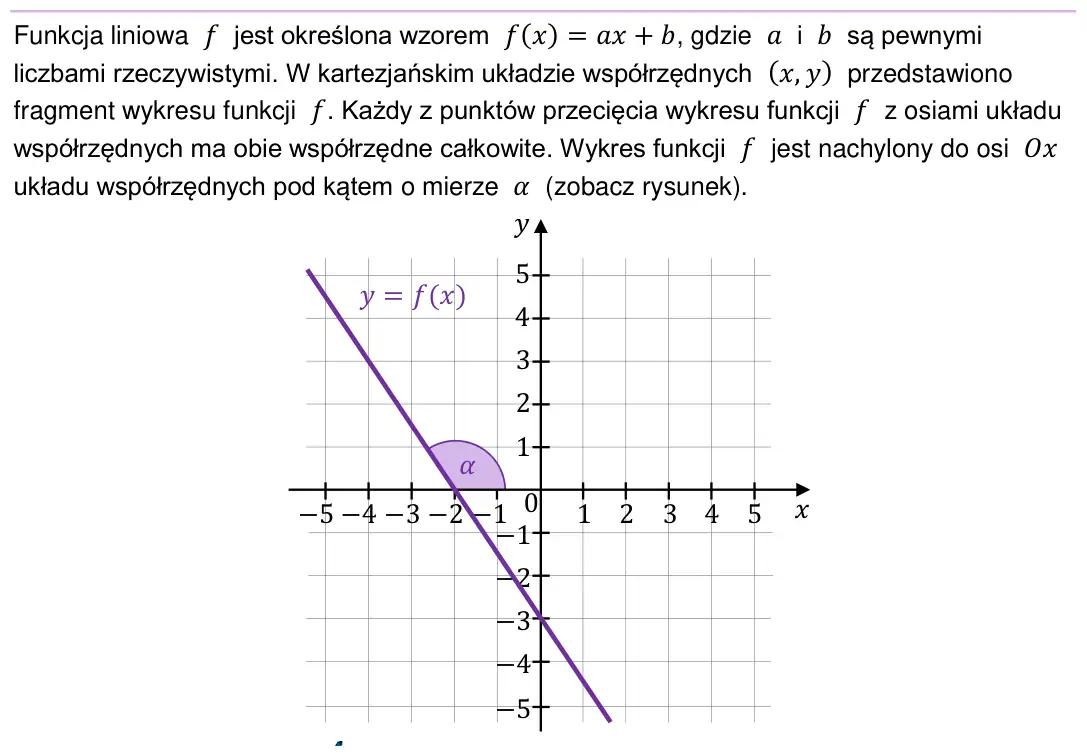 Funkcja liniowa f jest określona wzorem f(x) = ax + b, gdzie a i b są pewnymi
liczbami rzeczywistymi. W kartezjańskim układzie współrzędnych (x, y) przedstawiono
fragment wykresu funkcji f. Każdy z punktów przecięcia wykresu funkcji f z osiami układu
współrzędnych ma obie współrzędne całkowite. Wykres funkcji f jest nachylony do osi Ox
układu współrzędnych pod kątem o mierze α (zobacz rysunek).
y
5
y = f(x)
4
3
2
1
α
0
−5 −4 −3 −2 −1 1 2 3 4 5 x
−1
−2
−3
−4
−5